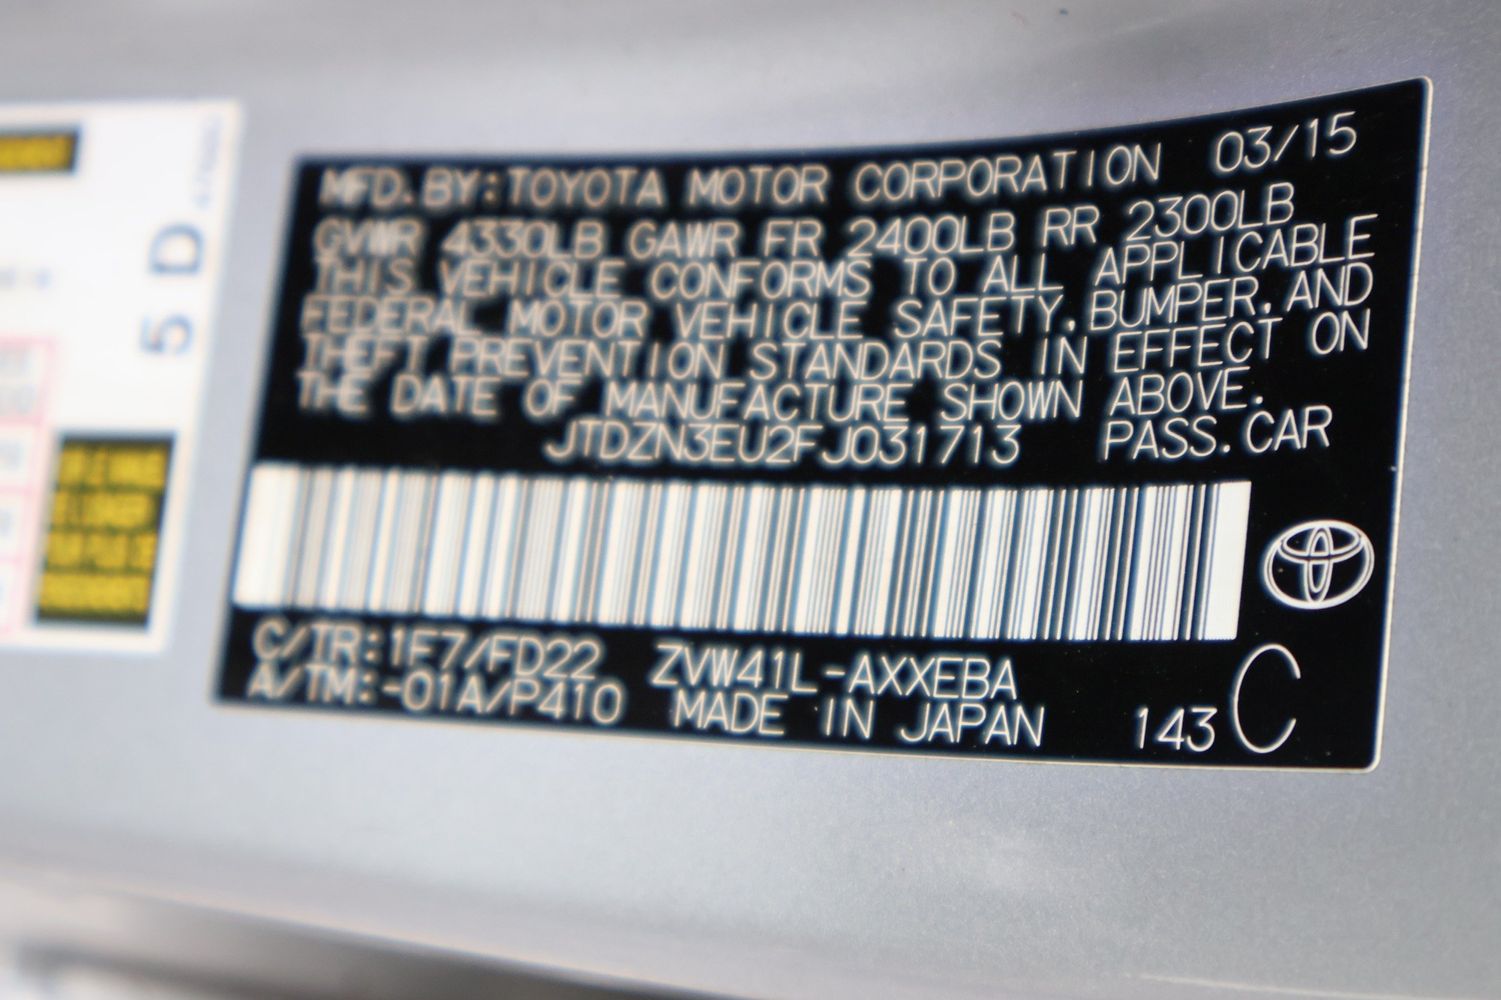 5 D
5
MFD.BY:TOYOTA MOTOR CORPORATION 03/15
GVWR 4330LB GAWR FR 2400LB RR 2300LB
THIS VEHICLE CONFORMS TO ALL APPLICABLE
FEDERAL MOTOR VEHICLE SAFETY,BUMPER,AND
THEFT PREVENTION STANDARDS IN EFFECT ON
THE DATE OF MANUFACTURE SHOWN ABOVE.
JTDZN3EU2FJ031713 PASS.CAR
C/TR:1F7/FD22 ZVW41L-AXXEBA
A/TM:-01A/P410 MADE IN JAPAN 143 C